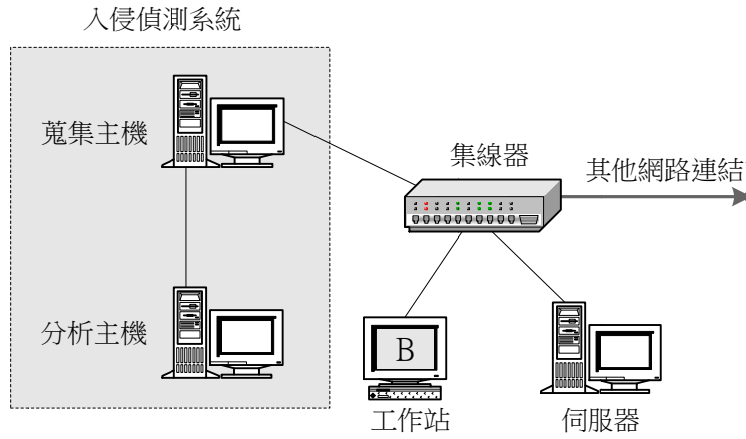 入侵偵測系統
蒐集主機
集線器
其他網路連結
分析主機
B
工作站
伺服器